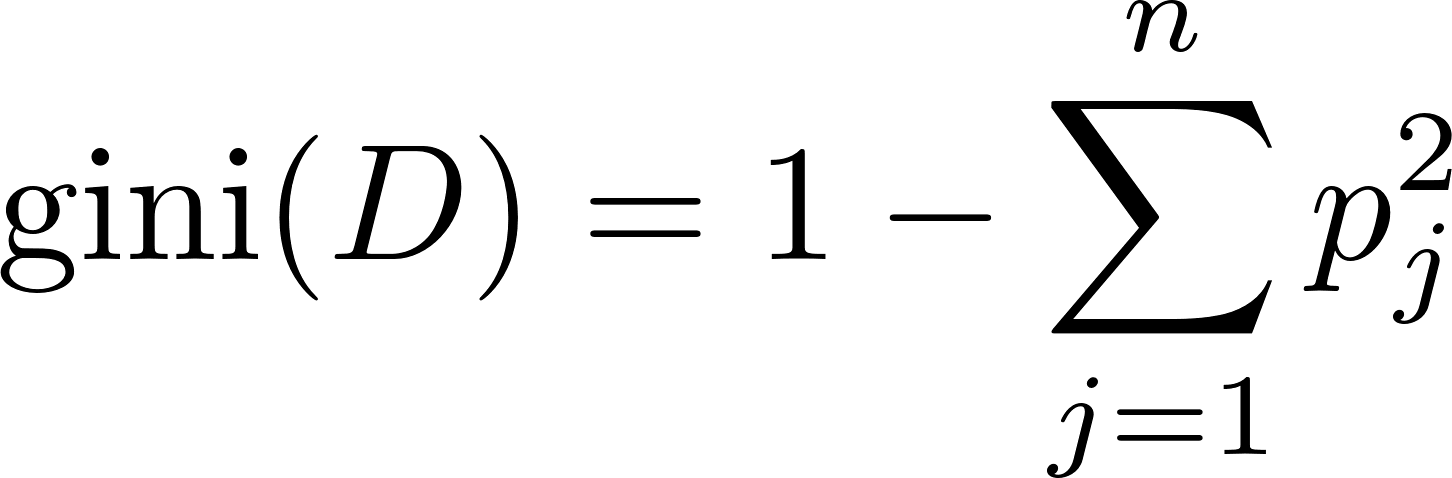 gini(D) = 1 − ∑_{j=1}^{n} p_j^2